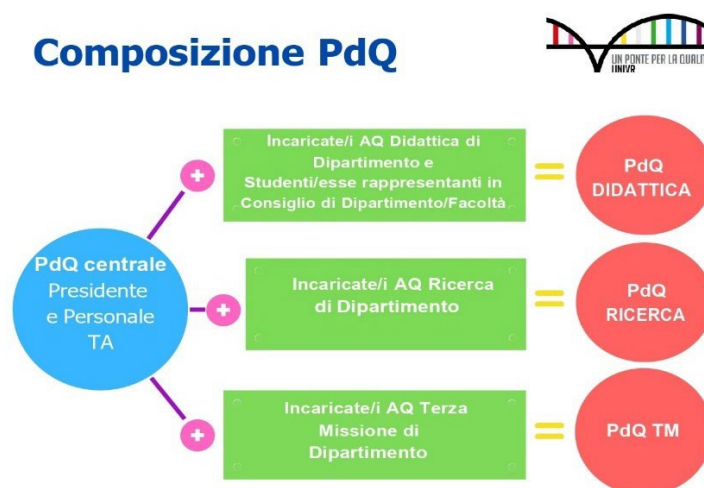 Composizione PdQ
UN PONTE PER LA QUALIT
UNIVR
Incaricate/i AQ Didattica di
Dipartimento e
Studenti/esse rappresentanti in
Consiglio di Dipartimento/Facoltà
PdQ
DIDATTICA
PdQ centrale
Presidente
e Personale
TA
Incaricate/i AQ Ricerca
di Dipartimento
PdQ
RICERCA
Incaricate/i AQ Terza
Missione di
Dipartimento
PdQ TM